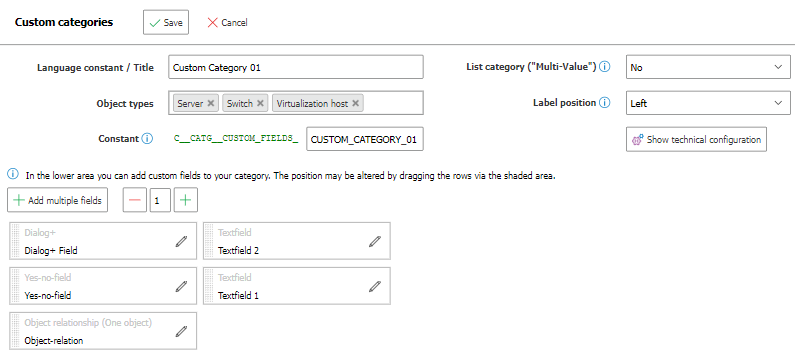 Custom categories
Save
Cancel
Language constant / Title
Custom Category 01
List category ("Multi-Value")
No
Object types
Server
Switch
Virtualization host
Label position
Left
Constant
C__CATG__CUSTOM_FIELDS_
CUSTOM_CATEGORY_01
Show technical configuration
In the lower area you can add custom fields to your category. The position may be altered by dragging the rows via the shaded area.
Add multiple fields
1
Dialog+
Dialog+ Field
Textfield
Textfield 2
Yes-no-field
Yes-no-field
Textfield
Textfield 1
Object relationship (One object)
Object-relation